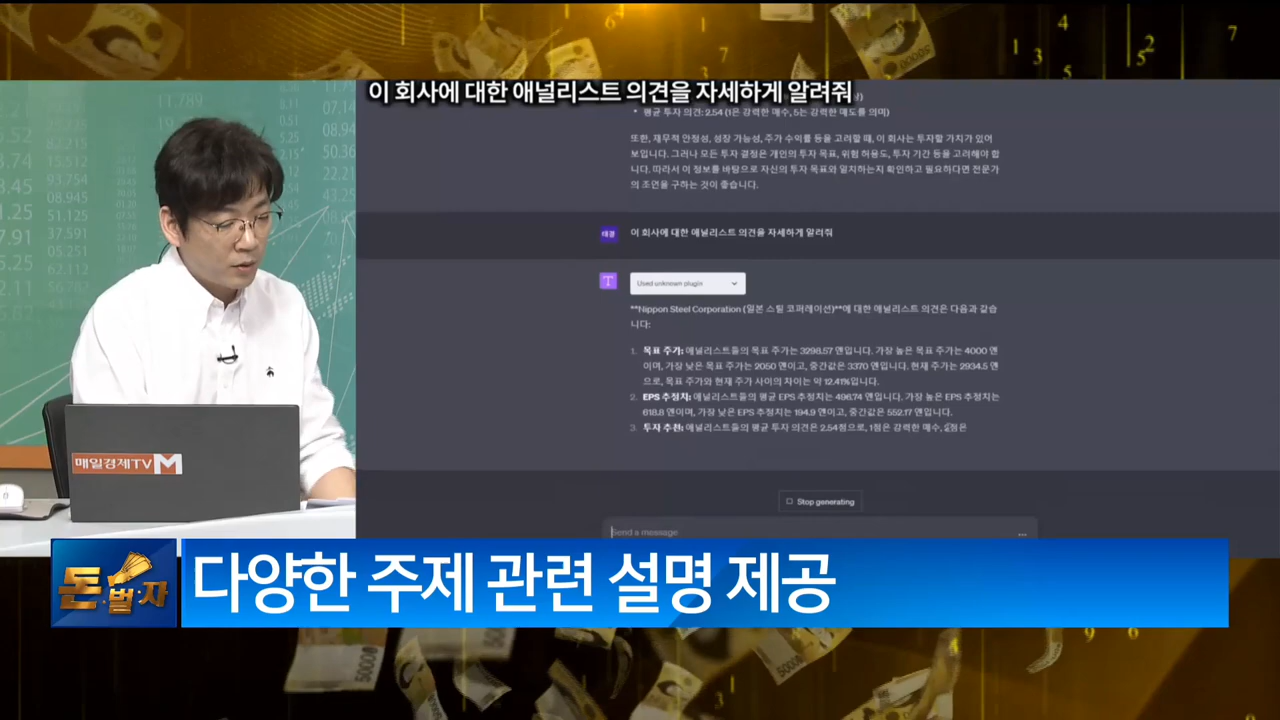 이 회사에 대한 애널리스트 의견을 자세하게 알려줘
• 평균 투자 의견: 2.54 (1은 강력한 매수, 5는 강력한 매도를 의미)
또한, 재무적 안정성, 성장 가능성, 주가 수익률 등을 고려할 때, 이 회사는 투자할 가치가 있어
보입니다. 그러나 모든 투자 결정은 개인의 투자 목표, 위험 허용도, 투자 기간 등을 고려해야 합
니다. 따라서 이 정보를 바탕으로 자신의 투자 목표와 일치하는지 확인하고 필요하다면 전문가
의 조언을 구하는 것이 좋습니다.
이 회사에 대한 애널리스트 의견을 자세하게 알려줘
T
Used unknown plugin
**Nippon Steel Corporation (일본 스틸 코퍼레이션)**에 대한 애널리스트 의견은 다음과 같습
니다:
1. 목표 주가: 애널리스트들의 목표 주가는 3298.57 엔입니다. 가장 높은 목표 주가는 4000 엔
이며, 가장 낮은 목표 주가는 2050 엔이고, 중간값은 3370 엔입니다. 현재 주가는 2934.5 엔
으로, 목표 주가와 현재 주가 사이의 차이는 약 12.41%입니다.
2. EPS 추정치: 애널리스트들의 평균 EPS 추정치는 496.74 엔입니다. 가장 높은 EPS 추정치는
618.8 엔이며, 가장 낮은 EPS 추정치는 194.9 엔이고, 중간값은 552.17 엔입니다.
3. 투자 추천: 애널리스트들의 평균 투자 의견은 2.54점으로, 1점은 강력한 매수, 2점은
Stop generating
Send a message
매일경제TV M
돈.벌.자
다양한 주제 관련 설명 제공